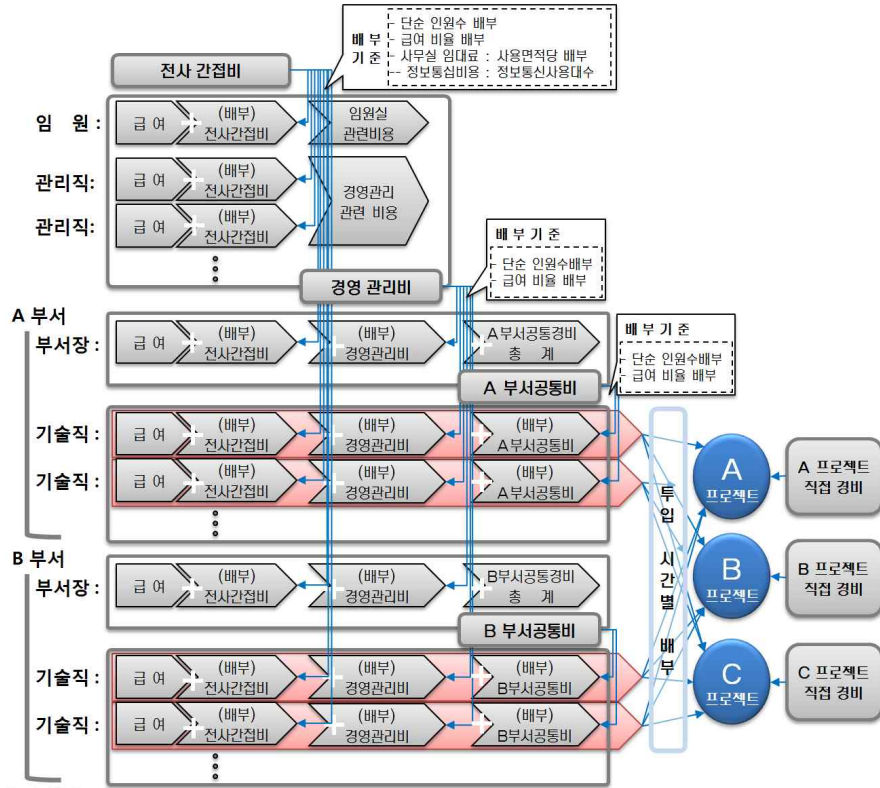 배 부
기 준
- 단순 인원수 배부
- 급여 비율 배부
- 사무실 임대료 : 사용면적당 배부
-- 정보통십비용 : 정보통신사용대수
전사 간접비
임 원 :
급 여
(배부)
전사간접비
임원실
관련비용
관리직:
급 여
(배부)
전사간접비
경영관리
관련 비용
관리직:
급 여
(배부)
전사간접비
배 부 기 준
- 단순 인원수배부
- 급여 비율 배부
경영 관리비
A 부서
부서장 :
급 여
(배부)
전사간접비
(배부)
경영관리비
A부서공통경비
총 계
배 부 기 준
- 단순 인원수배부
- 급여 비율 배부
A 부서공통비
기술직:
급 여
(배부)
전사간접비
(배부)
경영관리비
(배부)
A부서공통비
기술직:
급 여
(배부)
전사간접비
(배부)
경영관리비
(배부)
A부서공통비
B 부서
부서장 :
급 여
(배부)
전사간접비
(배부)
경영관리비
B부서공통경비
총 계
B 부서공통비
기술직:
급 여
(배부)
전사간접비
(배부)
경영관리비
(배부)
B부서공통비
기술직:
급 여
(배부)
전사간접비
(배부)
경영관리비
(배부)
B부서공통비
투
입
시
간
별
배
부
A
프로젝트
A 프로젝트
직접 경비
B
프로젝트
B 프로젝트
직접 경비
C
프로젝트
C 프로젝트
직접 경비